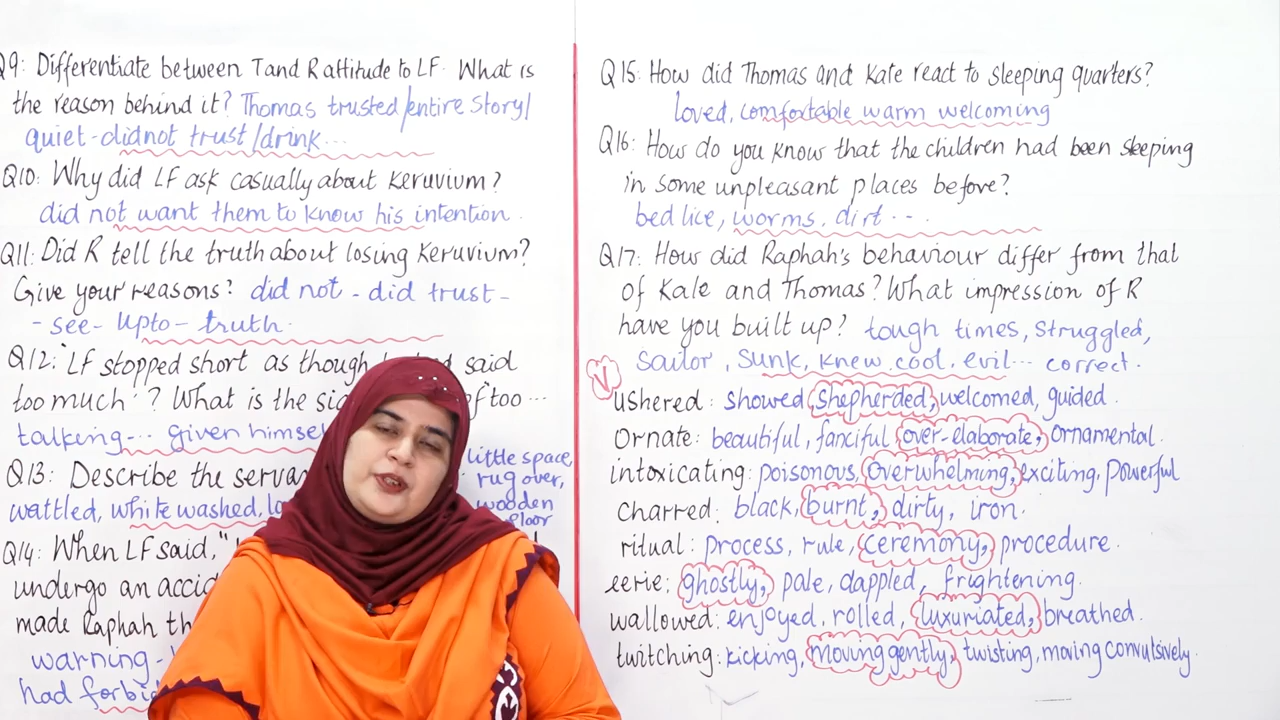 Q9: Differentiate between T and R attitude to LF. What is
the reason behind it? Thomas trusted/entire story/
quiet - didnot trust/drink...
Q10: Why did LF ask casually about Keruvium?
did not want them to know his intention.
Q11: Did R tell the truth about losing Keruvium?
Give your reasons? did not - did trust -
- see - upto - truth.
Q12: "LF stopped short as though said
too much'? What is the of too ...
talking --- given
Q13: Describe the
wattled, white washed,
little space,
rug over,
wooden
floor
Q14: When LF said, "
undergo an
made Raphah
warning -
had
Q15: How did Thomas and Kate react to sleeping quarters?
loved, comfortable warm welcoming
Q16: How do you know that the children had been sleeping
in some unpleasant places before?
bed lice, worms, dirt - - .
Q17: How did Raphah's behaviour differ from that
of Kate and Thomas? What impression of R
have you built up? tough times, struggled,
sailor, sunk, knew cool, evil... correct.
V
ushered: showed, shepherded, welcomed, guided.
Ornate: beautiful, fanciful, over-elaborate, ornamental.
intoxicating: poisonous, overwhelming, exciting, powerful
charred: black, burnt, dirty, iron.
ritual: process, rule, ceremony, procedure.
eerie: ghostly, pale, dappled, frightening.
wallowed: enjoyed, rolled, luxuriated, breathed.
twitching: kicking, moving gently, twisting, moving convulsively.